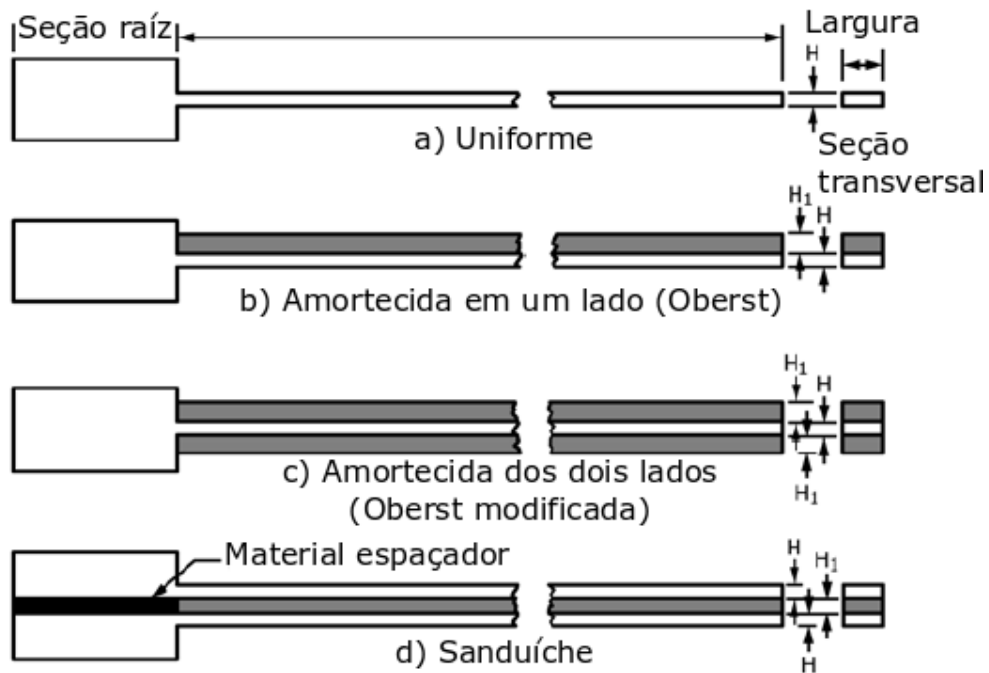 Seção raíz
Largura
H
a) Uniforme
Seção
transversal
H₁
H
b) Amortecida em um lado (Oberst)
H₁
H
c) Amortecida dos dois lados
(Oberst modificada)
H₁
Material espaçador
H
H₁
d) Sanduíche
H